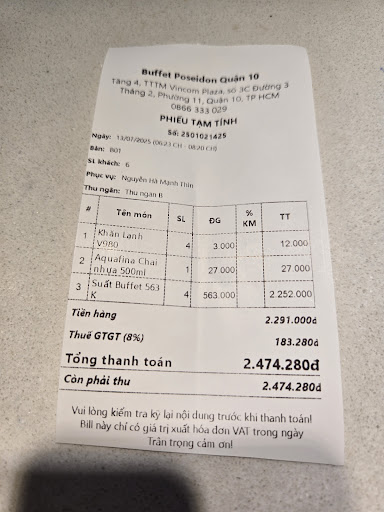 Buffet Poseidon Quận 10
Tầng 4, TTTM Vincom Plaza, số 3C Đường 3
Tháng 2, Phường 11, Quận 10, TP HCM
0866 333 029
PHIẾU TẠM TÍNH
Số: 2501021425
Ngày: 13/07/2025 (06:23 CH - 08:20 CH)
Bàn: B01
SL khách: 6
Phục vụ: Nguyễn Hà Mạnh Thìn
Thu ngân: Thu ngân B
# Tên món SL ĐG % KM TT
1 Khăn Lạnh V980 4 3.000 12.000
2 Aquafina Chai nhựa 500ml 1 27.000 27.000
3 Suất Buffet 563 K 4 563.000 2.252.000
Tiền hàng 2.291.000đ
Thuế GTGT (8%) 183.280đ
Tổng thanh toán 2.474.280đ
Còn phải thu 2.474.280đ
Vui lòng kiểm tra kỹ lại nội dung trước khi thanh toán!
Bill này chỉ có giá trị xuất hóa đơn VAT trong ngày
Trân trọng cảm ơn!